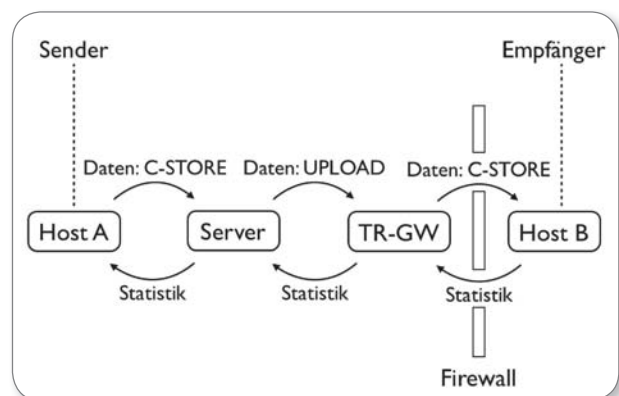 Sender
Empfänger
Daten: C-STORE
Daten: UPLOAD
Daten: C-STORE
Host A
Server
TR-GW
Host B
Statistik
Statistik
Statistik
Firewall